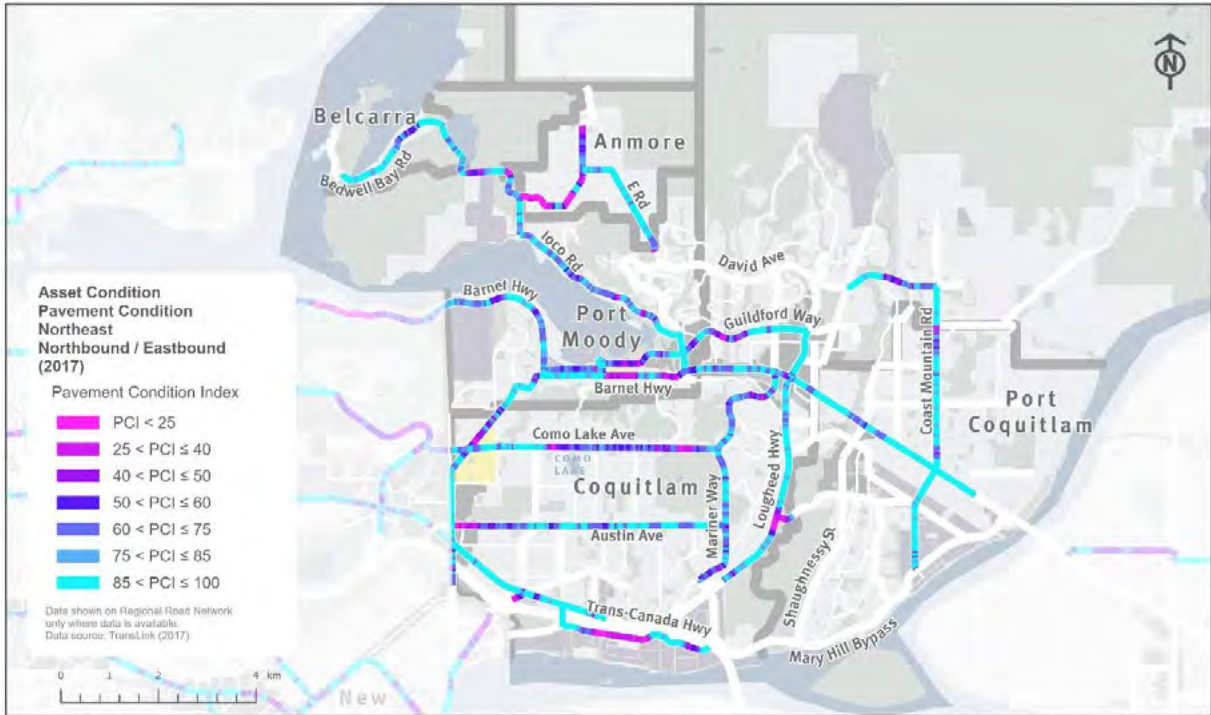 N
Belcarra
Anmore
Bedwell Bay Rd
E Rd
Ioco Rd
David Ave
Barnet Hwy
Port
Moody
Guildford Way
Coast Mountain Rd
Barnet Hwy
Port
Coquitlam
Como Lake Ave
COMO
LAKE
Coquitlam
Mariner Way
Lougheed Hwy
Austin Ave
Shaughnessy St
Trans-Canada Hwy
Mary Hill Bypass
New
Asset Condition
Pavement Condition
Northeast
Northbound / Eastbound
(2017)
Pavement Condition Index
PCI < 25
25 < PCI ≤ 40
40 < PCI ≤ 50
50 < PCI ≤ 60
60 < PCI ≤ 75
75 < PCI ≤ 85
85 < PCI ≤ 100
Data shown on Regional Road Network
only where data is available.
Data source: TransLink (2017)
0 2 4 km